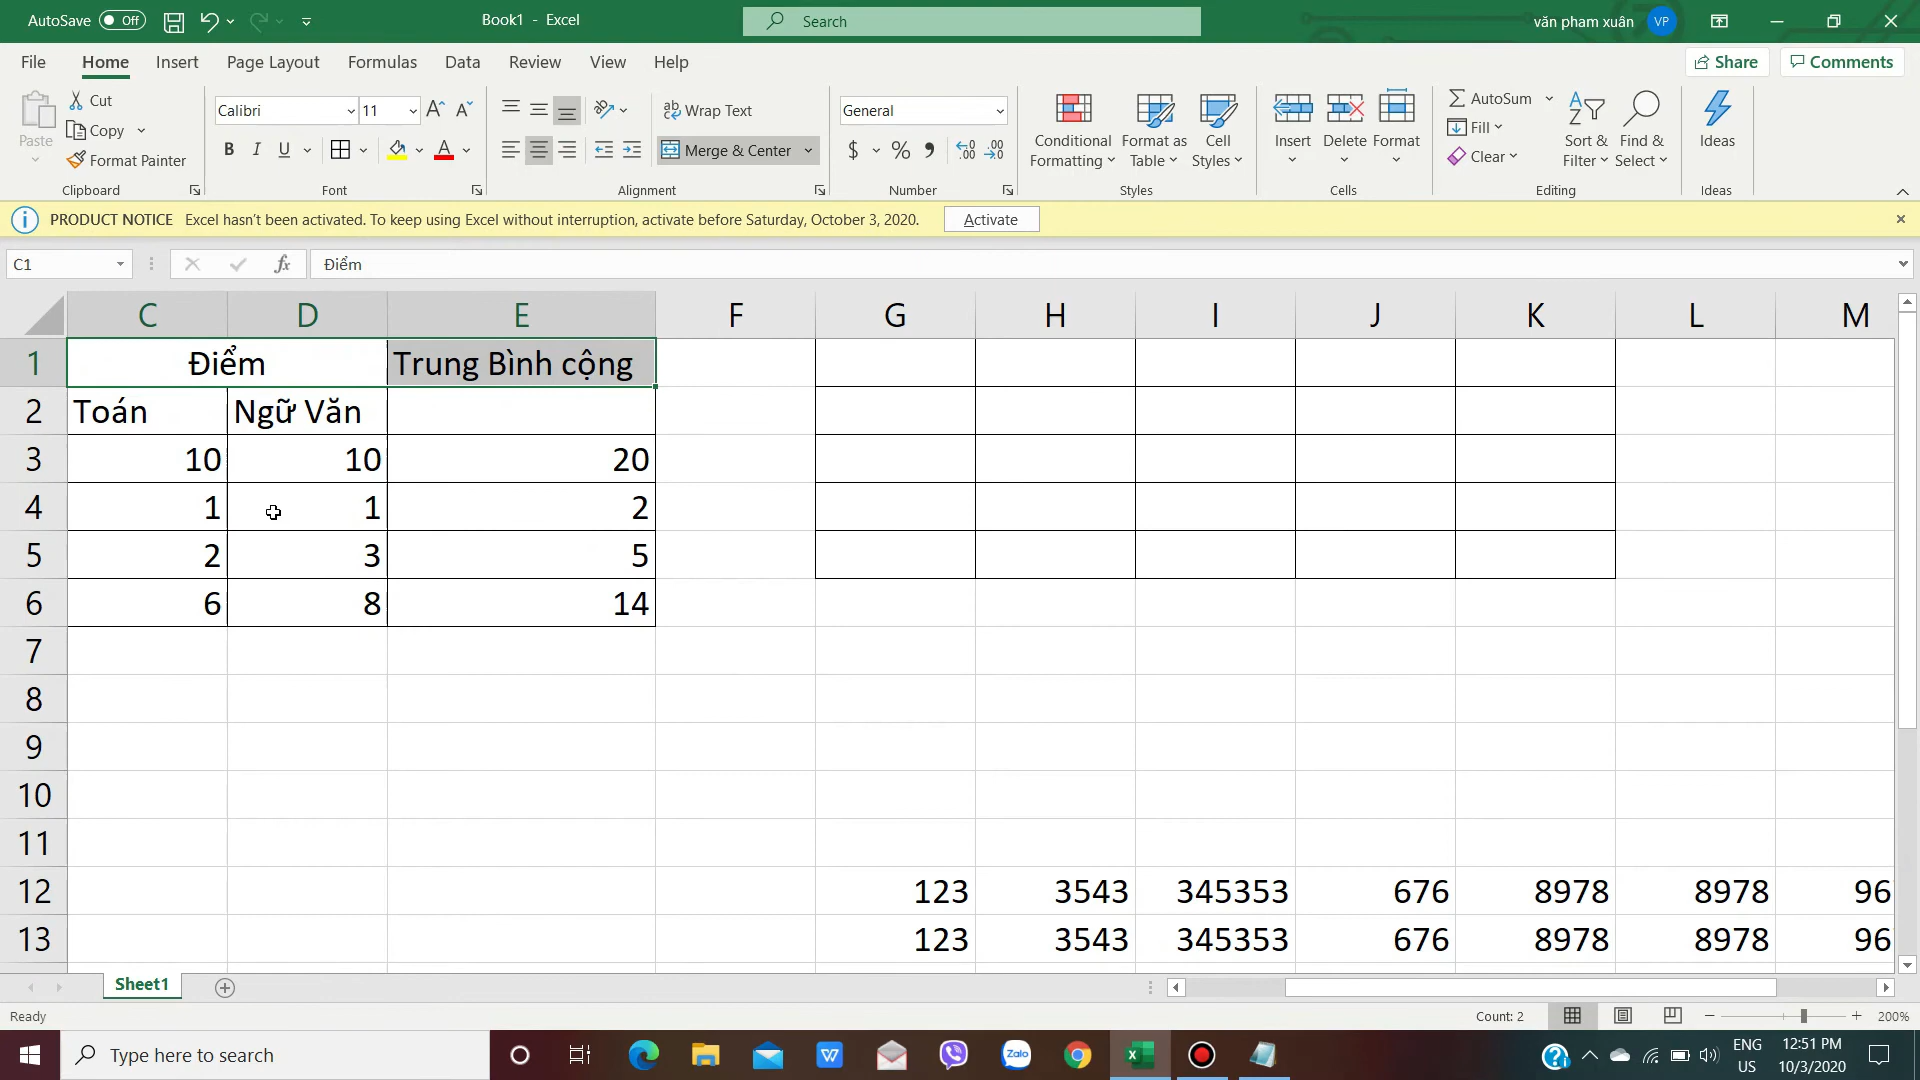 AutoSave Off Book1 - Excel Search văn pham xuân VP
File Home Insert Page Layout Formulas Data Review View Help Share Comments
Paste Cut Copy Format Painter Clipboard
Calibri 11 B I U A Font
Wrap Text Merge & Center Alignment
General $ % Number
Conditional Formatting Format as Table Cell Styles Styles
Insert Delete Format Cells
AutoSum Fill Clear Sort & Filter Find & Select Editing
Ideas Ideas
PRODUCT NOTICE Excel hasn't been activated. To keep using Excel without interruption, activate before Saturday, October 3, 2020. Activate
C1 fx Điểm
C D E F G H I J K L M
1 Điểm Trung Bình cộng
2 Toán Ngữ Văn
3 10 10 20
4 1 1 2
5 2 3 5
6 6 8 14
7
8
9
10
11
12 123 3543 345353 676 8978 8978 96
13 123 3543 345353 676 8978 8978 96
Sheet1
Ready Count: 2 200%
Type here to search Zalo ENG 12:51 PM
US 10/3/2020